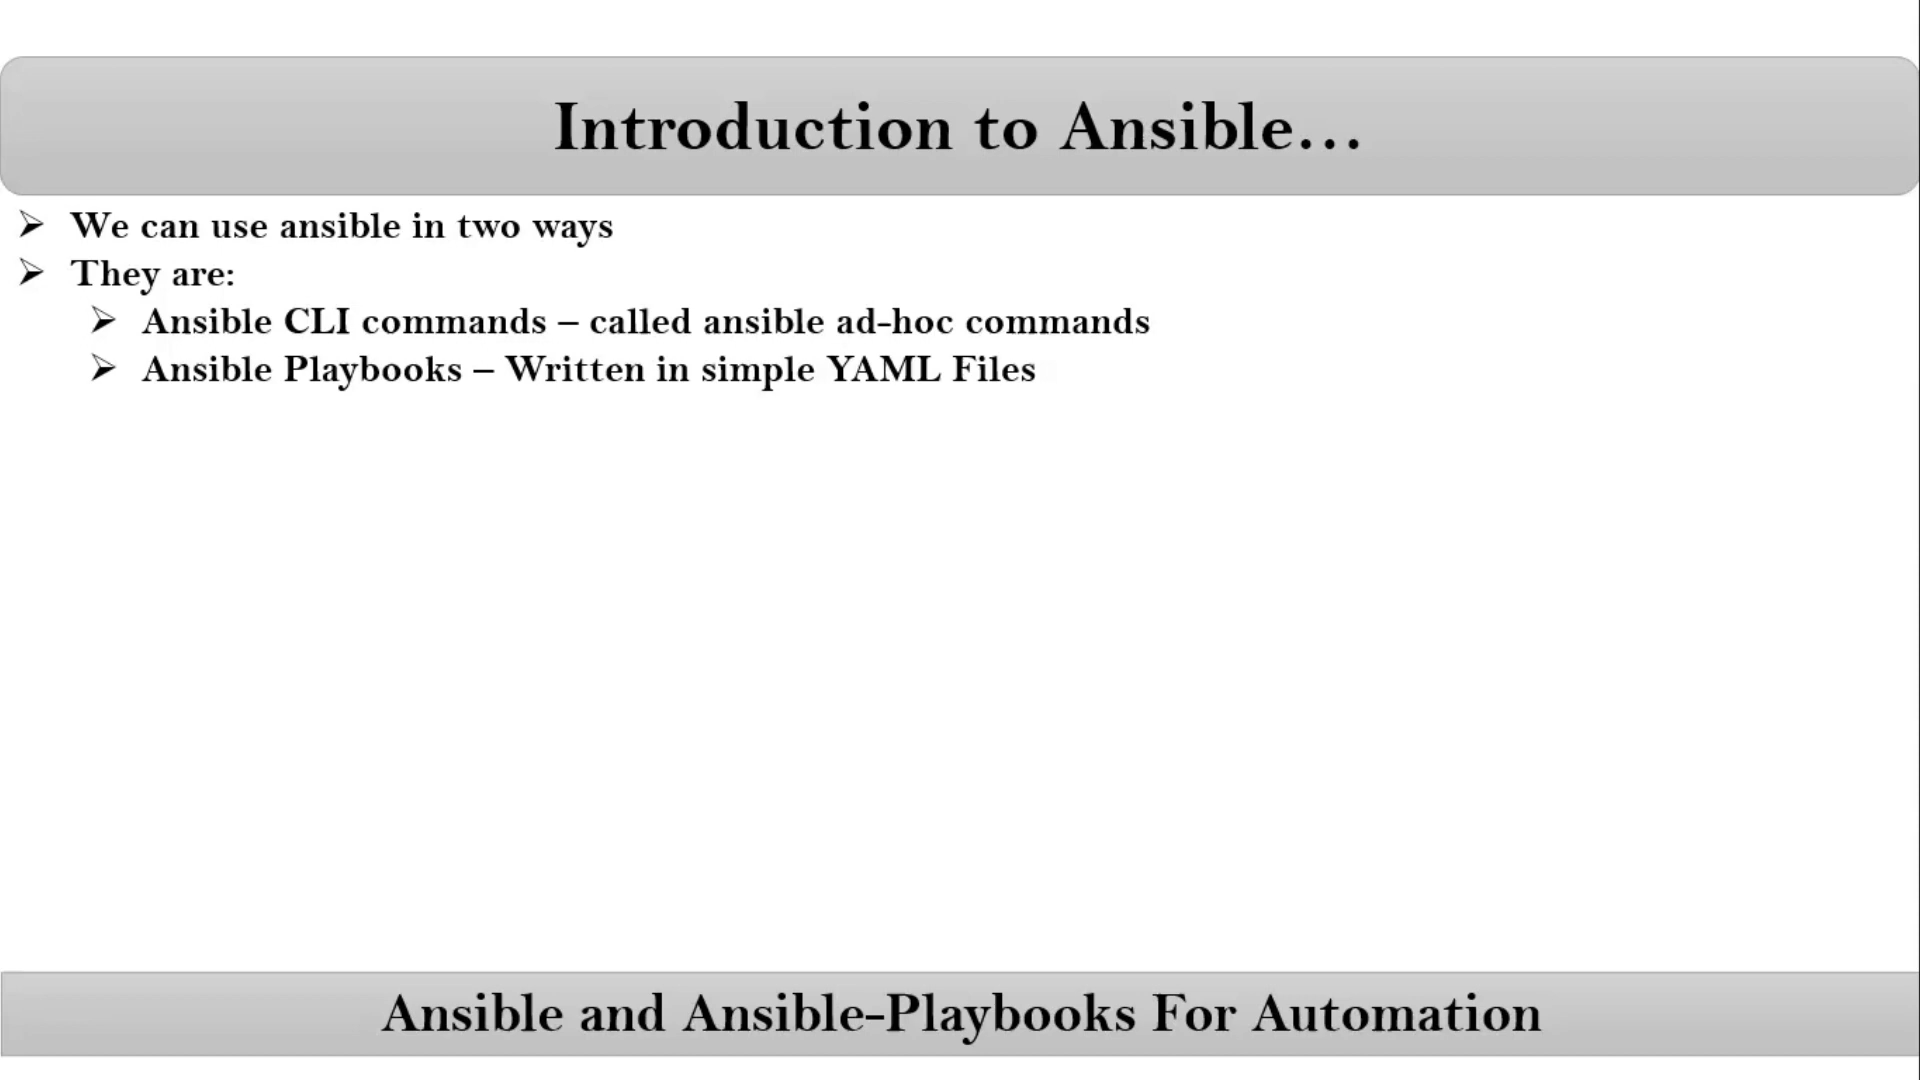 Introduction to Ansible...
We can use ansible in two ways
They are:
Ansible CLI commands – called ansible ad-hoc commands
Ansible Playbooks – Written in simple YAML Files
Ansible and Ansible-Playbooks For Automation